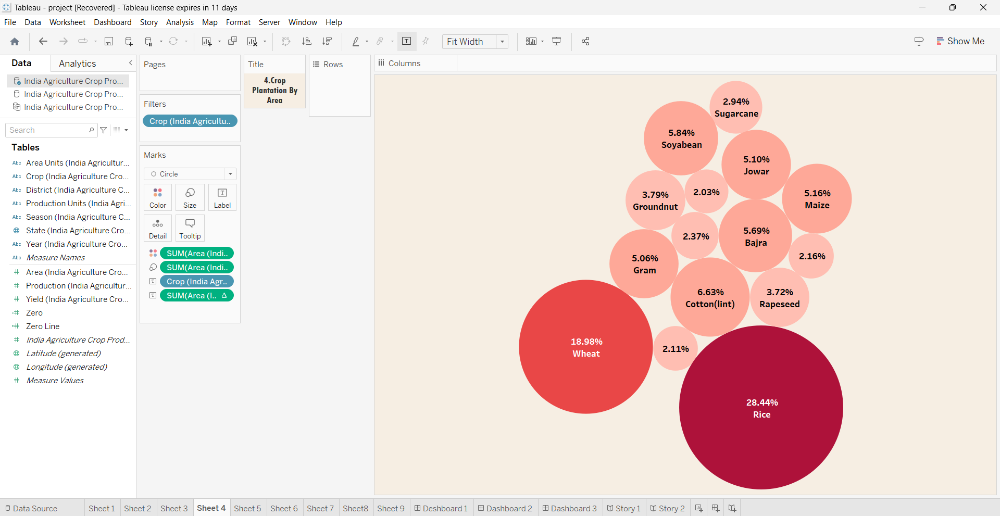 Tableau - project [Recovered] - Tableau license expires in 11 days
File Data Worksheet Dashboard Story Analysis Map Format Server Window Help
Fit Width
Show Me
Data Analytics
India Agriculture Crop Pro...
India Agriculture Crop Pro...
India Agriculture Crop Pro...
Search
Tables
Abc Area Units (India Agricultur...
Abc Crop (India Agriculture Cro...
Abc District (India Agriculture C...
Abc Production Units (India Agri...
Abc Season (India Agriculture C...
State (India Agriculture Cro...
Abc Year (India Agriculture Cro...
Abc Measure Names
# Area (India Agriculture Cro...
# Production (India Agricultur...
# Yield (India Agriculture Cro...
=# Zero
=# Zero Line
# India Agriculture Crop Prod...
Latitude (generated)
Longitude (generated)
# Measure Values
Pages
Filters
Crop (India Agricultu..
Marks
Circle
Color Size Label
Detail Tooltip
SUM(Area (Indi..
SUM(Area (Indi..
T Crop (India Agr..
T SUM(Area (I.. Δ
Title
4.Crop
Plantation By
Area
Rows
Columns
2.94%
Sugarcane
5.84%
Soyabean
5.10%
Jowar
3.79%
Groundnut
2.03%
5.16%
Maize
2.37%
5.69%
Bajra
5.06%
Gram
2.16%
6.63%
Cotton(lint)
3.72%
Rapeseed
18.98%
Wheat
2.11%
28.44%
Rice
Data Source Sheet 1 Sheet 2 Sheet 3 Sheet 4 Sheet 5 Sheet 6 Sheet 7 Sheet8 Sheet 9 Deshboard 1 Dashboard 2 Dashboard 3 Story 1 Story 2